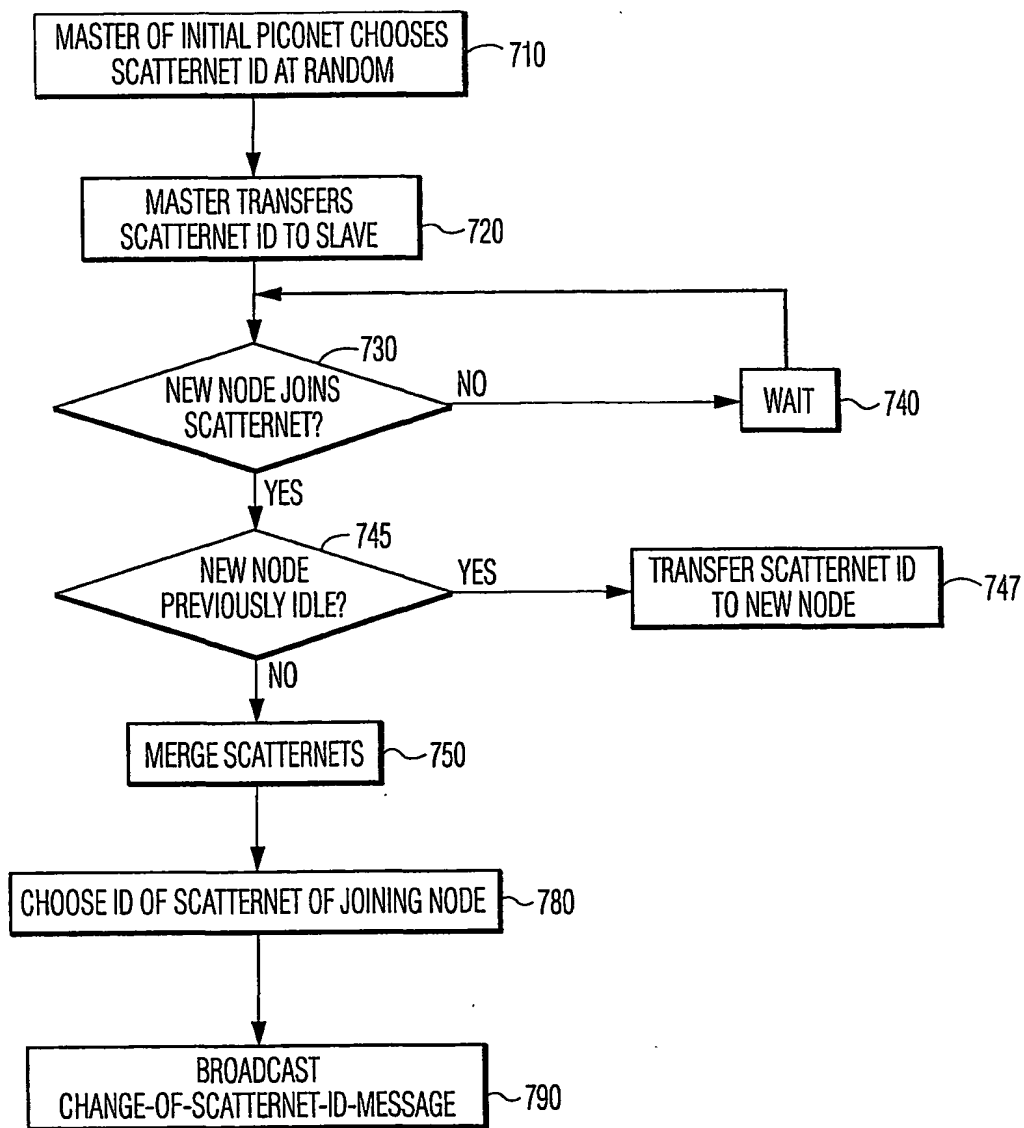 MASTER OF INITIAL PICONET CHOOSES
SCATTERNET ID AT RANDOM
710
MASTER TRANSFERS
SCATTERNET ID TO SLAVE
720
730
NEW NODE JOINS
SCATTERNET?
NO
WAIT
740
YES
745
NEW NODE
PREVIOUSLY IDLE?
YES
TRANSFER SCATTERNET ID
TO NEW NODE
747
NO
MERGE SCATTERNETS
750
CHOOSE ID OF SCATTERNET OF JOINING NODE
780
BROADCAST
CHANGE-OF-SCATTERNET-ID-MESSAGE
790